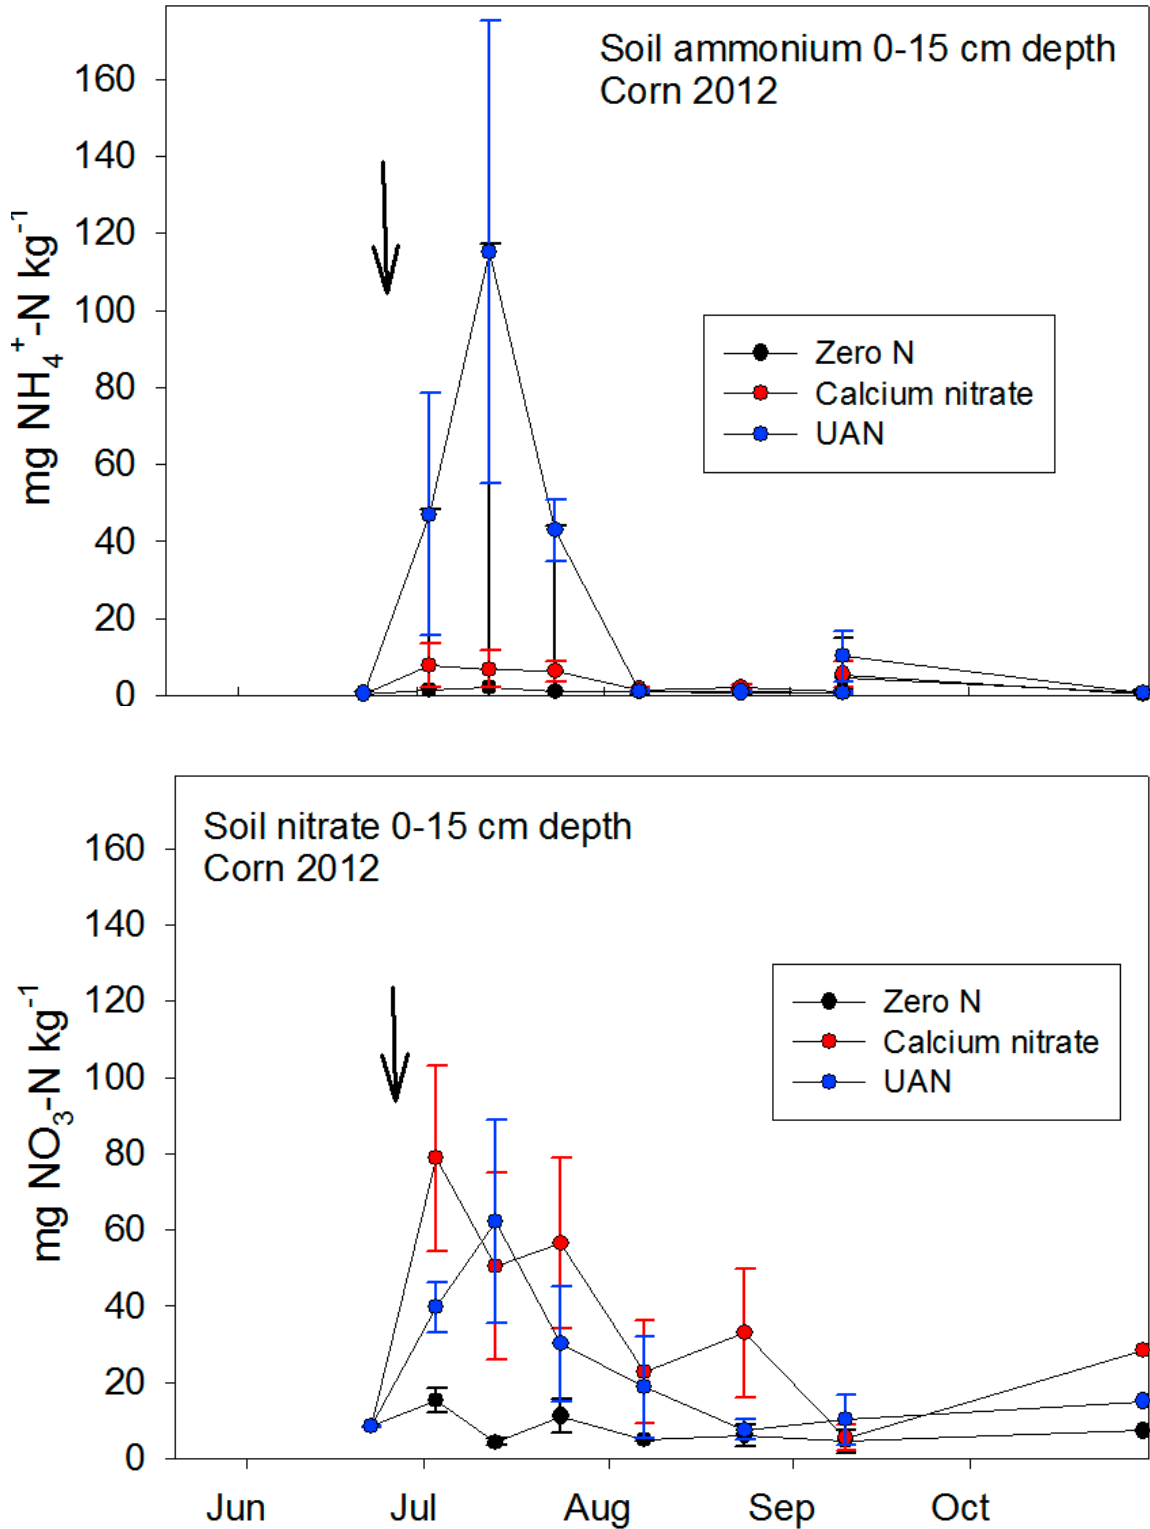 Soil ammonium 0-15 cm depth
Corn 2012
160
140
120
100
80
60
40
20
0
mg NH₄⁺-N kg⁻¹
Zero N
Calcium nitrate
UAN
Soil nitrate 0-15 cm depth
Corn 2012
160
140
120
100
80
60
40
20
0
mg NO₃-N kg⁻¹
Zero N
Calcium nitrate
UAN
Jun Jul Aug Sep Oct